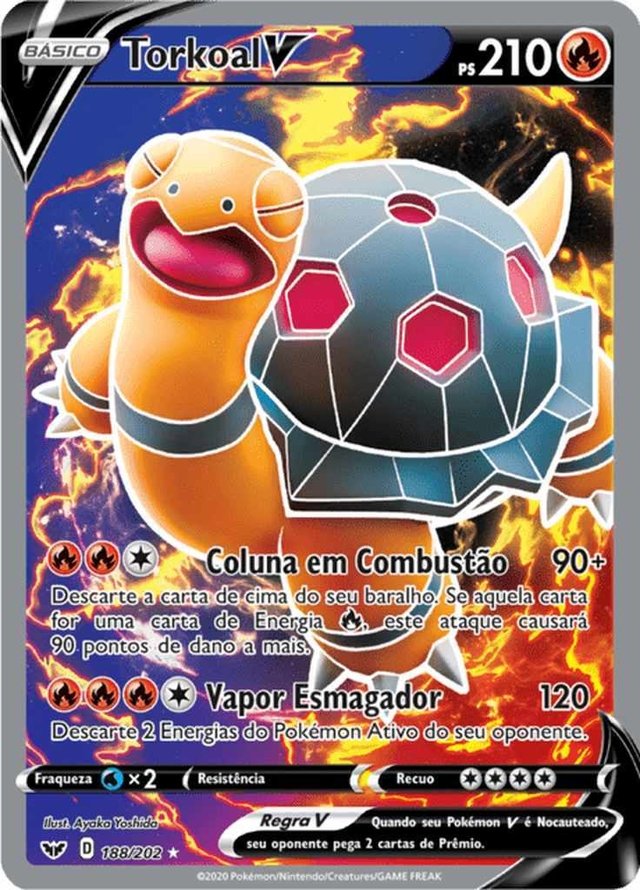 BÁSICO
Torkoal V
PS 210
Coluna em Combustão 90+
Descarte a carta de cima do seu baralho. Se aquela carta
for uma carta de Energia , este ataque causará
90 pontos de dano a mais.
Vapor Esmagador 120
Descarte 2 Energias do Pokémon Ativo do seu oponente.
Fraqueza ×2 Resistência Recuo
Ilust. Ayaka Yoshida
Regra V Quando seu Pokémon V é Nocauteado,
seu oponente pega 2 cartas de Prêmio.
D 188/202 ★
©2020 Pokémon/Nintendo/Creatures/GAME FREAK